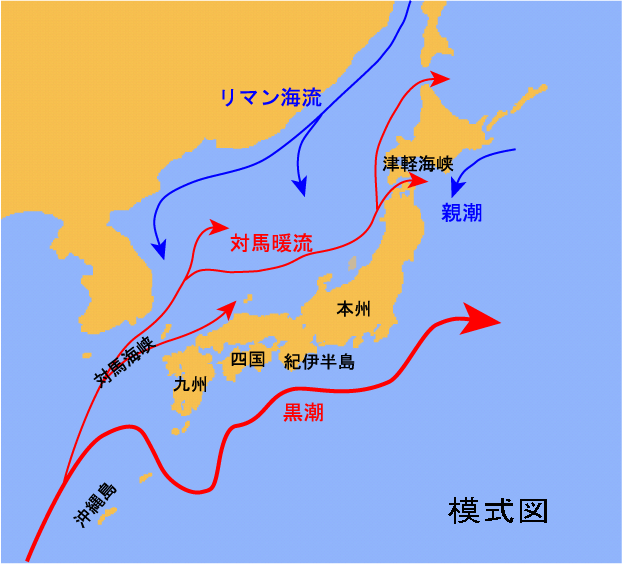 リマン海流
津軽海峡
親潮
対馬暖流
本州
対馬海峡
四国
紀伊半島
九州
黒潮
沖縄島
模式図